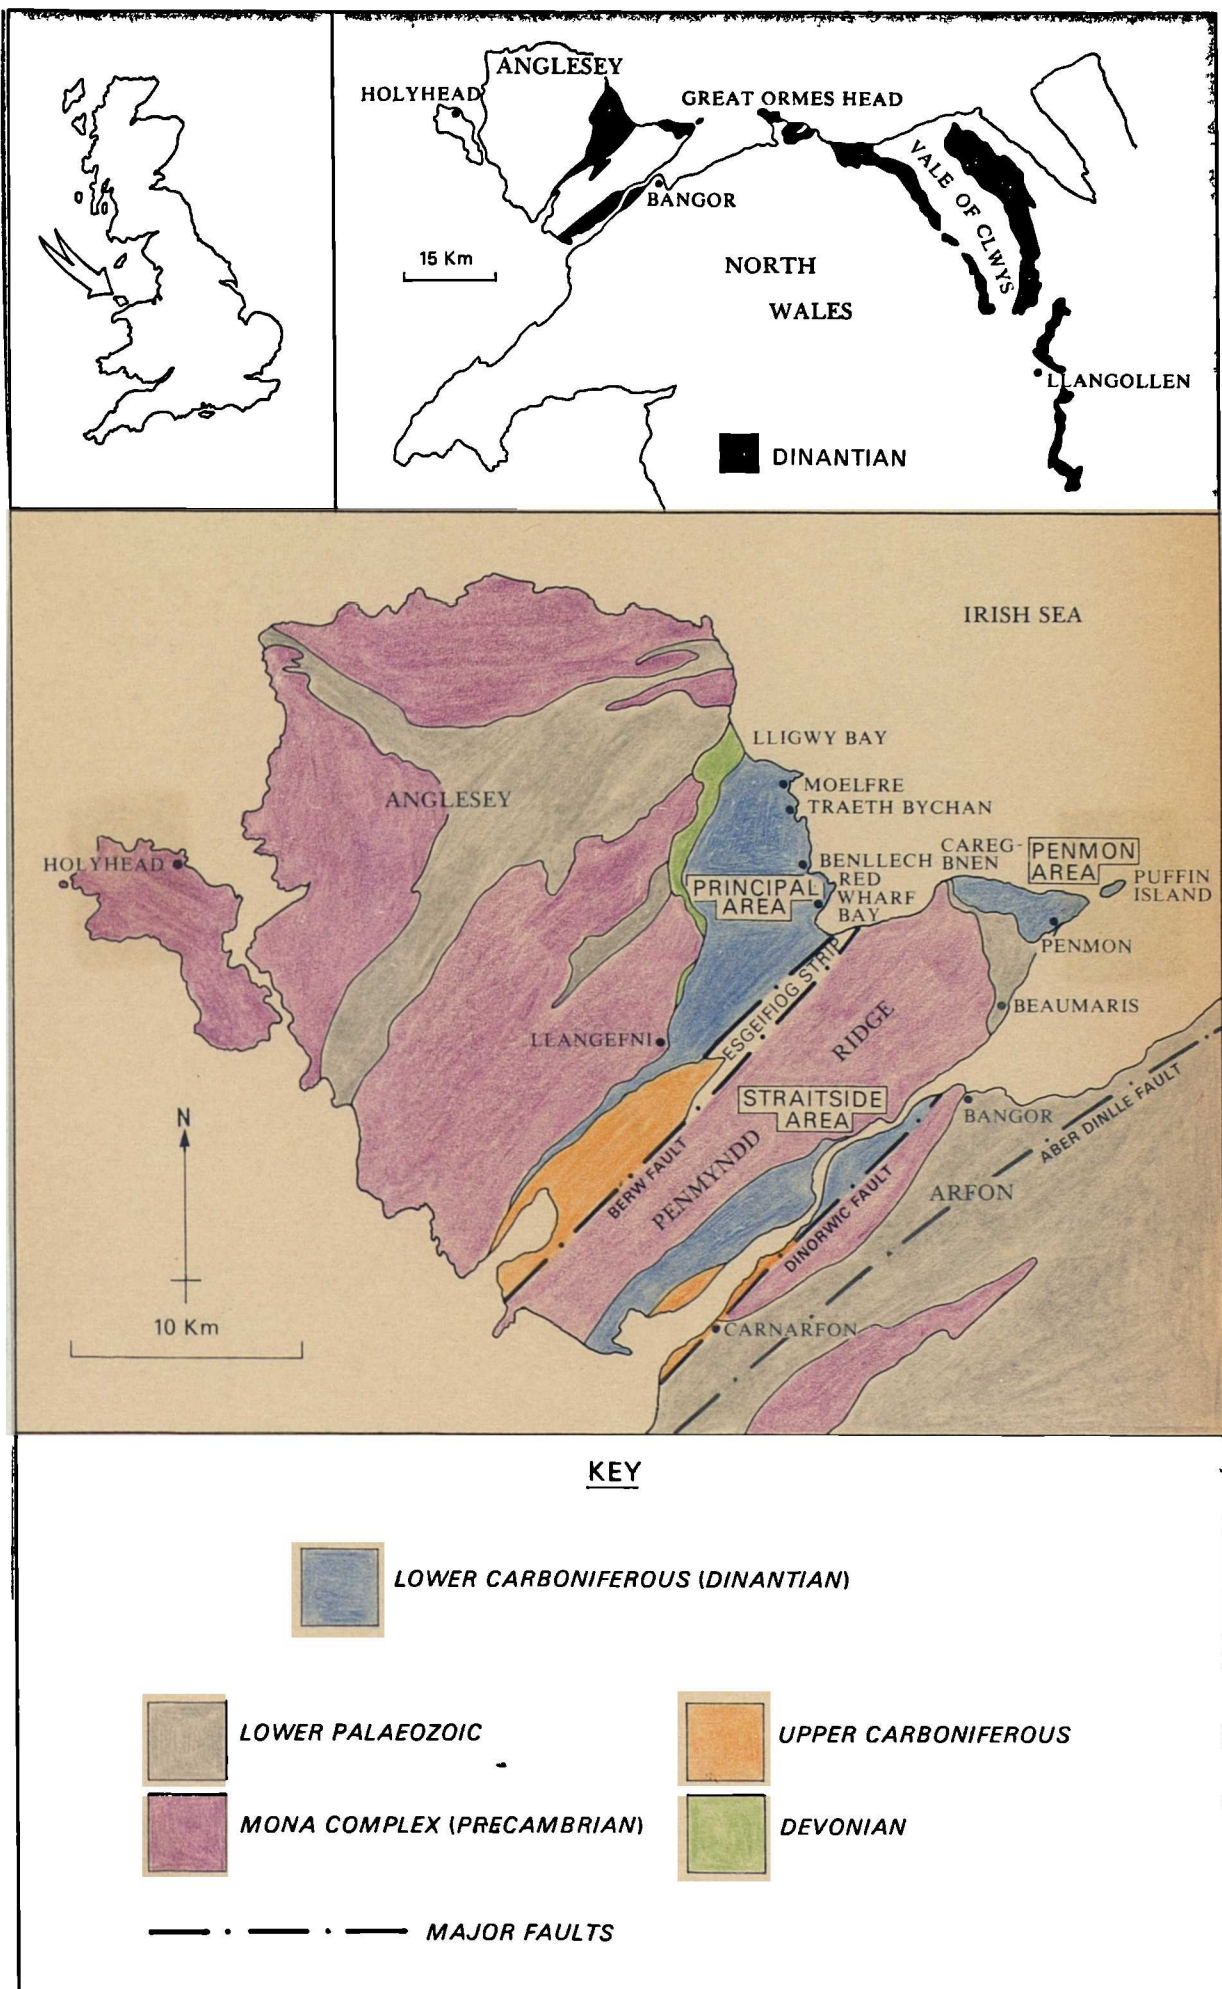 ANGLESEY
HOLYHEAD
GREAT ORMES HEAD
VALE OF CLWYS
BANGOR
15 Km
NORTH
WALES
LLANGOLLEN
DINANTIAN
IRISH SEA
LLIGWY BAY
MOELFRE
TRAETH BYCHAN
ANGLESEY
HOLYHEAD
BENLLECH
RED
WHARF
BAY
CAREG-
BNEN
PENMON
AREA
PUFFIN
ISLAND
PRINCIPAL
AREA
PENMON
BEAUMARIS
ESGEIFIOG STRIP
LLANGEFNI
RIDGE
STRAITSIDE
AREA
BANGOR
ABER DINLLE FAULT
N
BERW FAULT
PENMYNDD
ARFON
DINORWIC FAULT
10 Km
CARNARFON
KEY
LOWER CARBONIFEROUS (DINANTIAN)
LOWER PALAEOZOIC
UPPER CARBONIFEROUS
MONA COMPLEX (PRECAMBRIAN)
DEVONIAN
MAJOR FAULTS